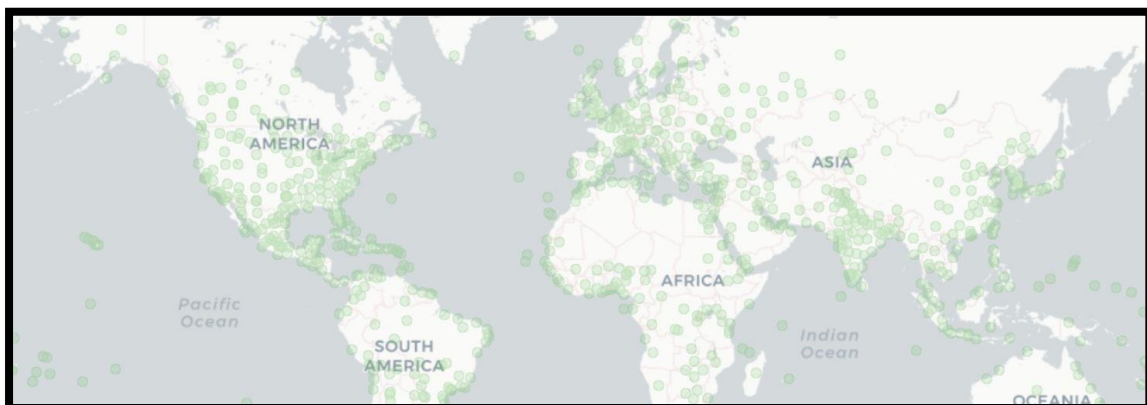 NORTH
AMERICA
ASIA
AFRICA
Pacific
Ocean
Indian
Ocean
SOUTH
AMERICA
OCEANIA